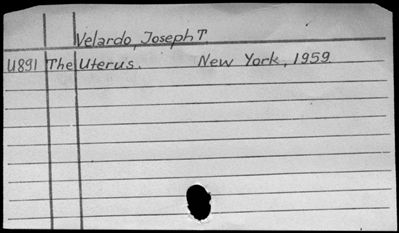 Velardo, Joseph T.
U891 The Uterus. New York, 1959